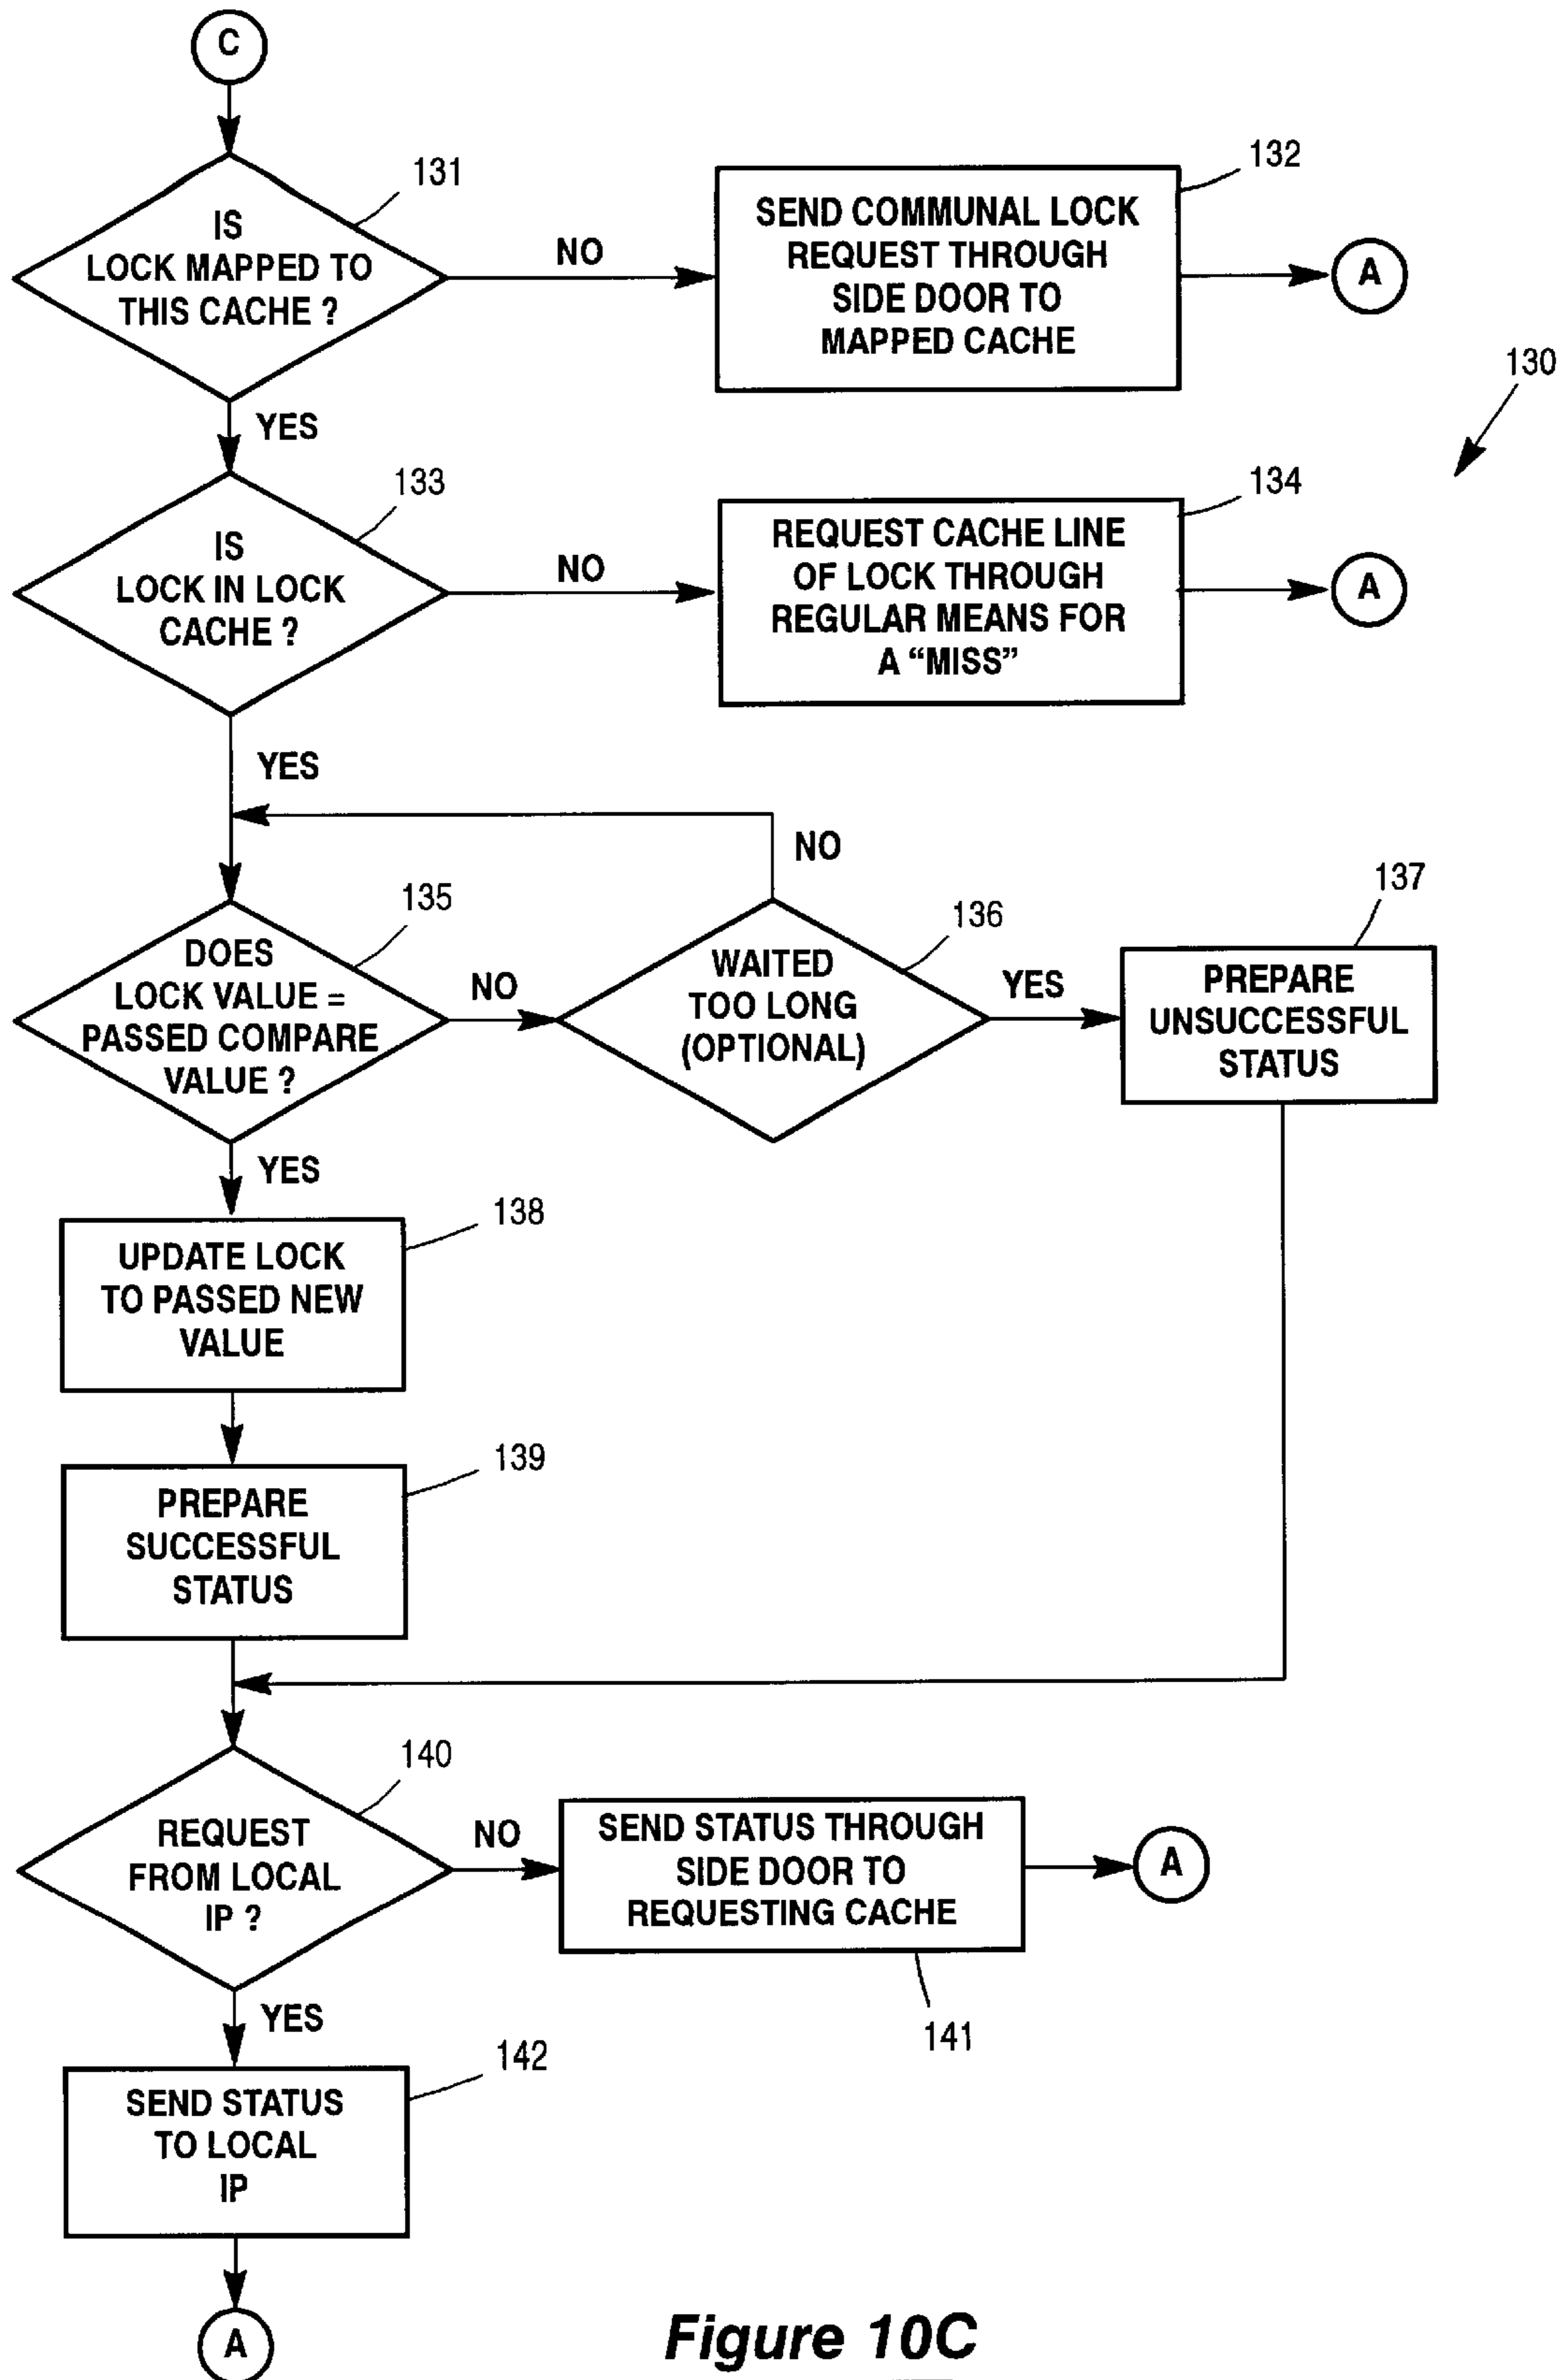 C
131
IS
LOCK MAPPED TO
THIS CACHE ?
NO
132
SEND COMMUNAL LOCK
REQUEST THROUGH
SIDE DOOR TO
MAPPED CACHE
A
130
YES
133
IS
LOCK IN LOCK
CACHE ?
NO
134
REQUEST CACHE LINE
OF LOCK THROUGH
REGULAR MEANS FOR
A “MISS”
A
YES
NO
135
DOES
LOCK VALUE =
PASSED COMPARE
VALUE ?
NO
136
WAITED
TOO LONG
(OPTIONAL)
YES
137
PREPARE
UNSUCCESSFUL
STATUS
YES
138
UPDATE LOCK
TO PASSED NEW
VALUE
139
PREPARE
SUCCESSFUL
STATUS
140
REQUEST
FROM LOCAL
IP ?
NO
SEND STATUS THROUGH
SIDE DOOR TO
REQUESTING CACHE
141
A
YES
142
SEND STATUS
TO LOCAL
IP
A
Figure 10C